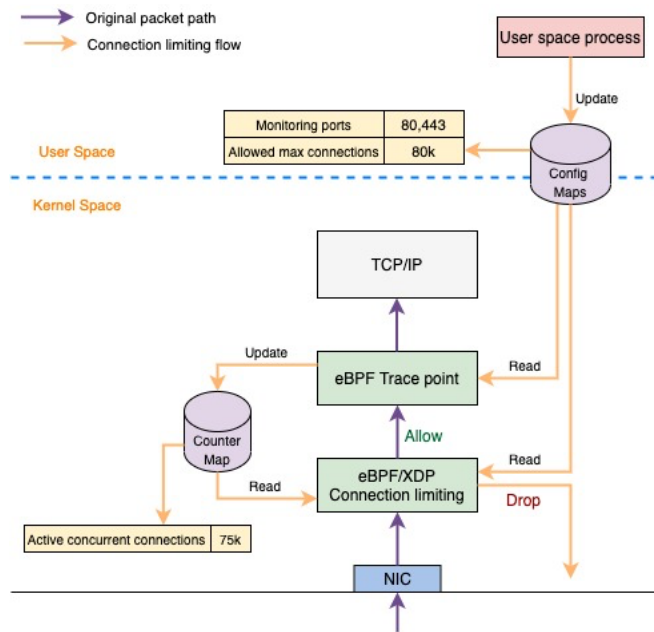 Original packet path
Connection limiting flow
User space process
Update
Monitoring ports 80,443
Allowed max connections 80k
Config
Maps
User Space
Kernel Space
TCP/IP
Update
eBPF Trace point
Read
Counter
Map
Allow
Read
eBPF/XDP
Connection limiting
Read
Drop
Active concurrent connections 75k
NIC